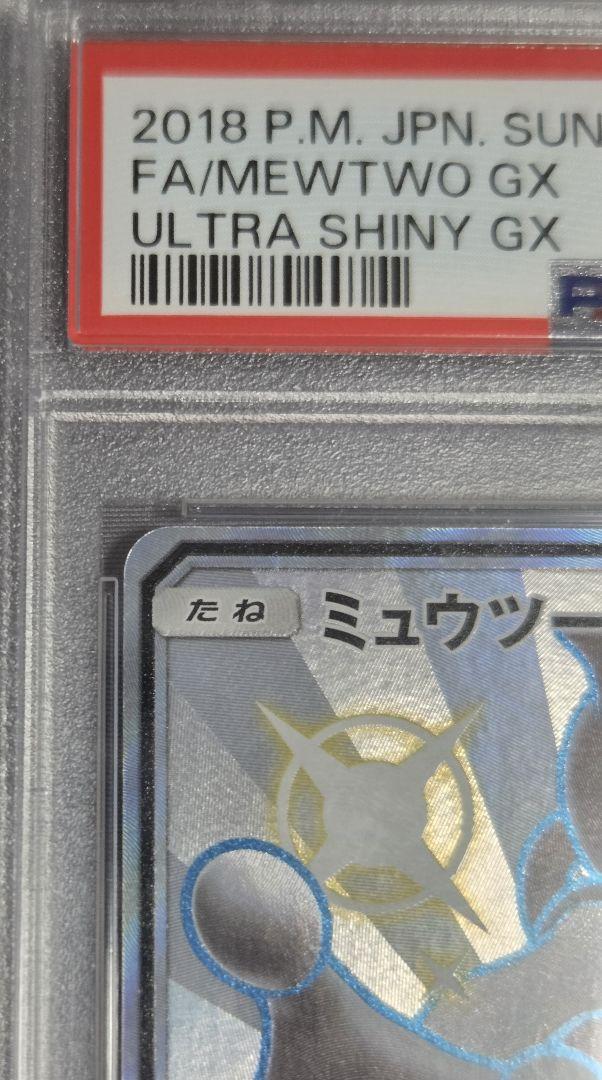 2018 P.M. JPN. SUN
FA/MEWTWO GX
ULTRA SHINY GX
たね
ミュウツー